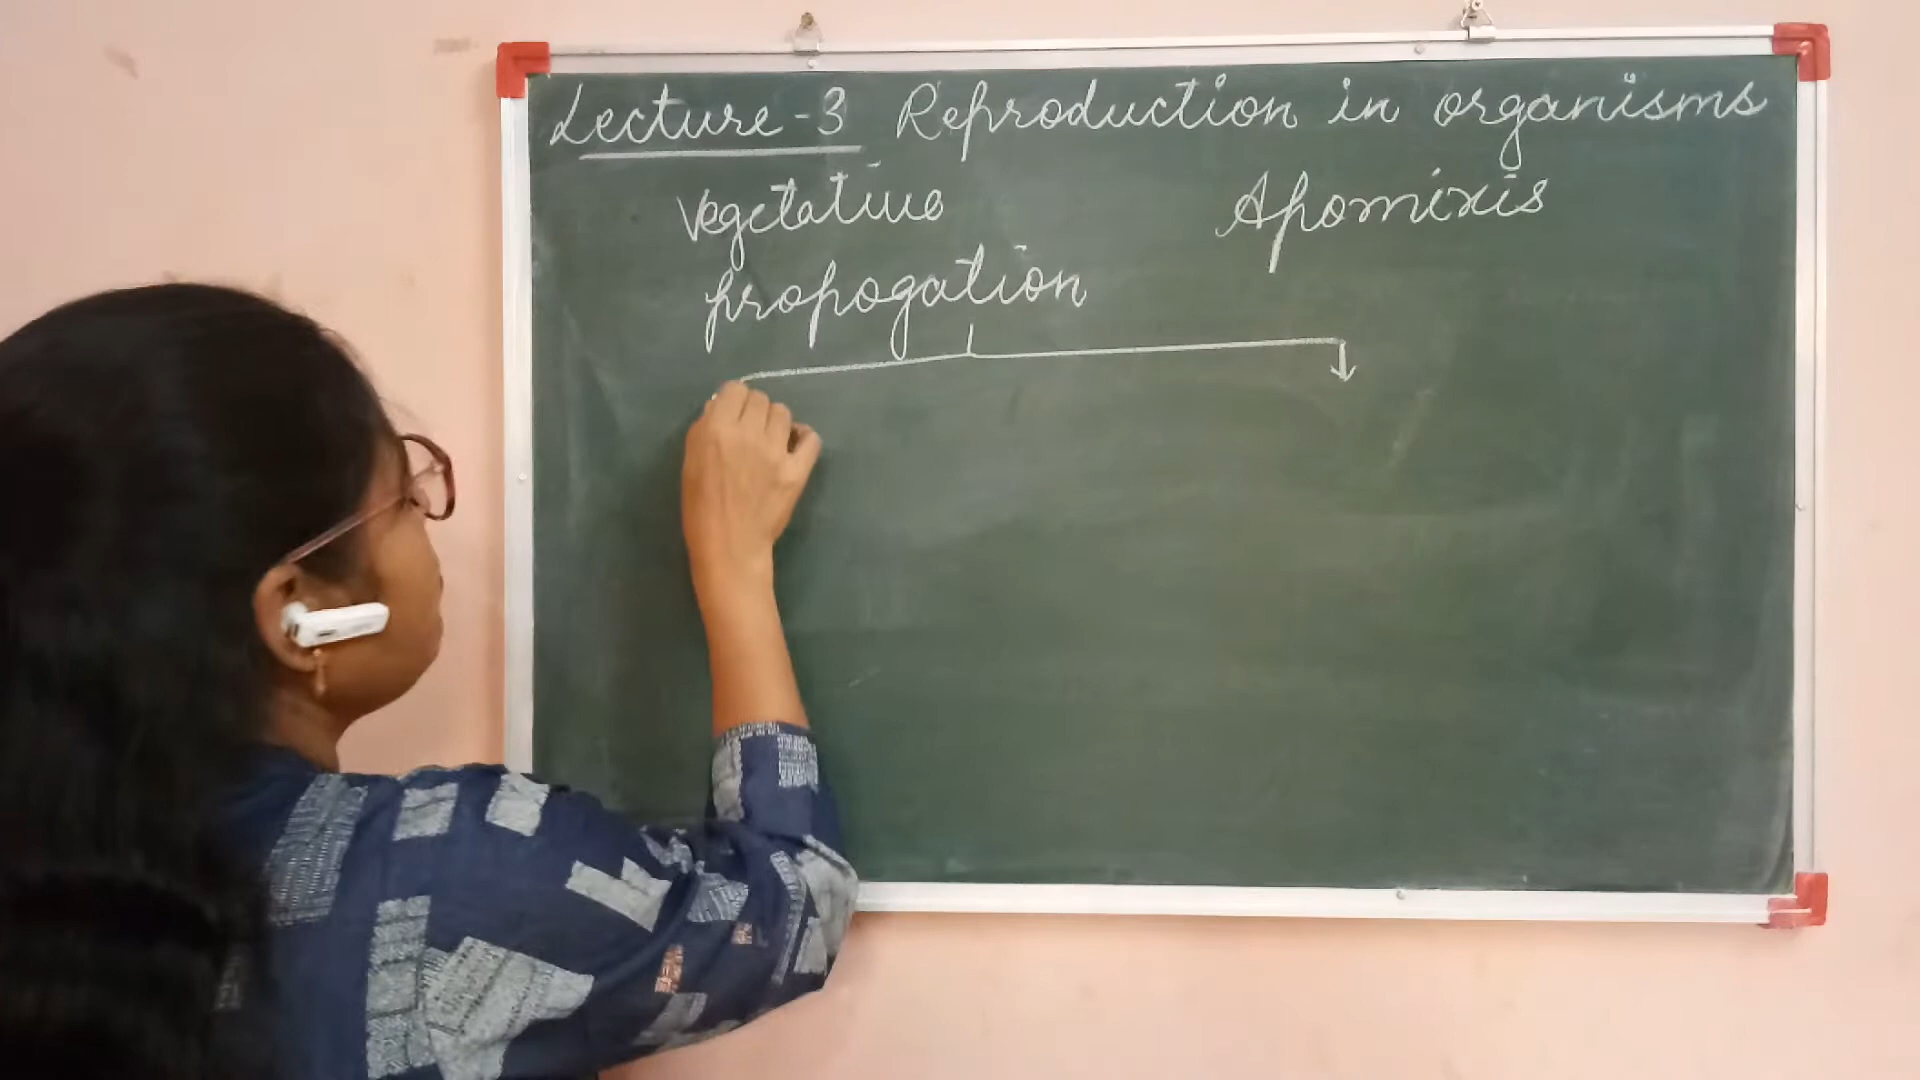 Lecture-3 Reproduction in organisms
Vegetative Apomixis
propogation